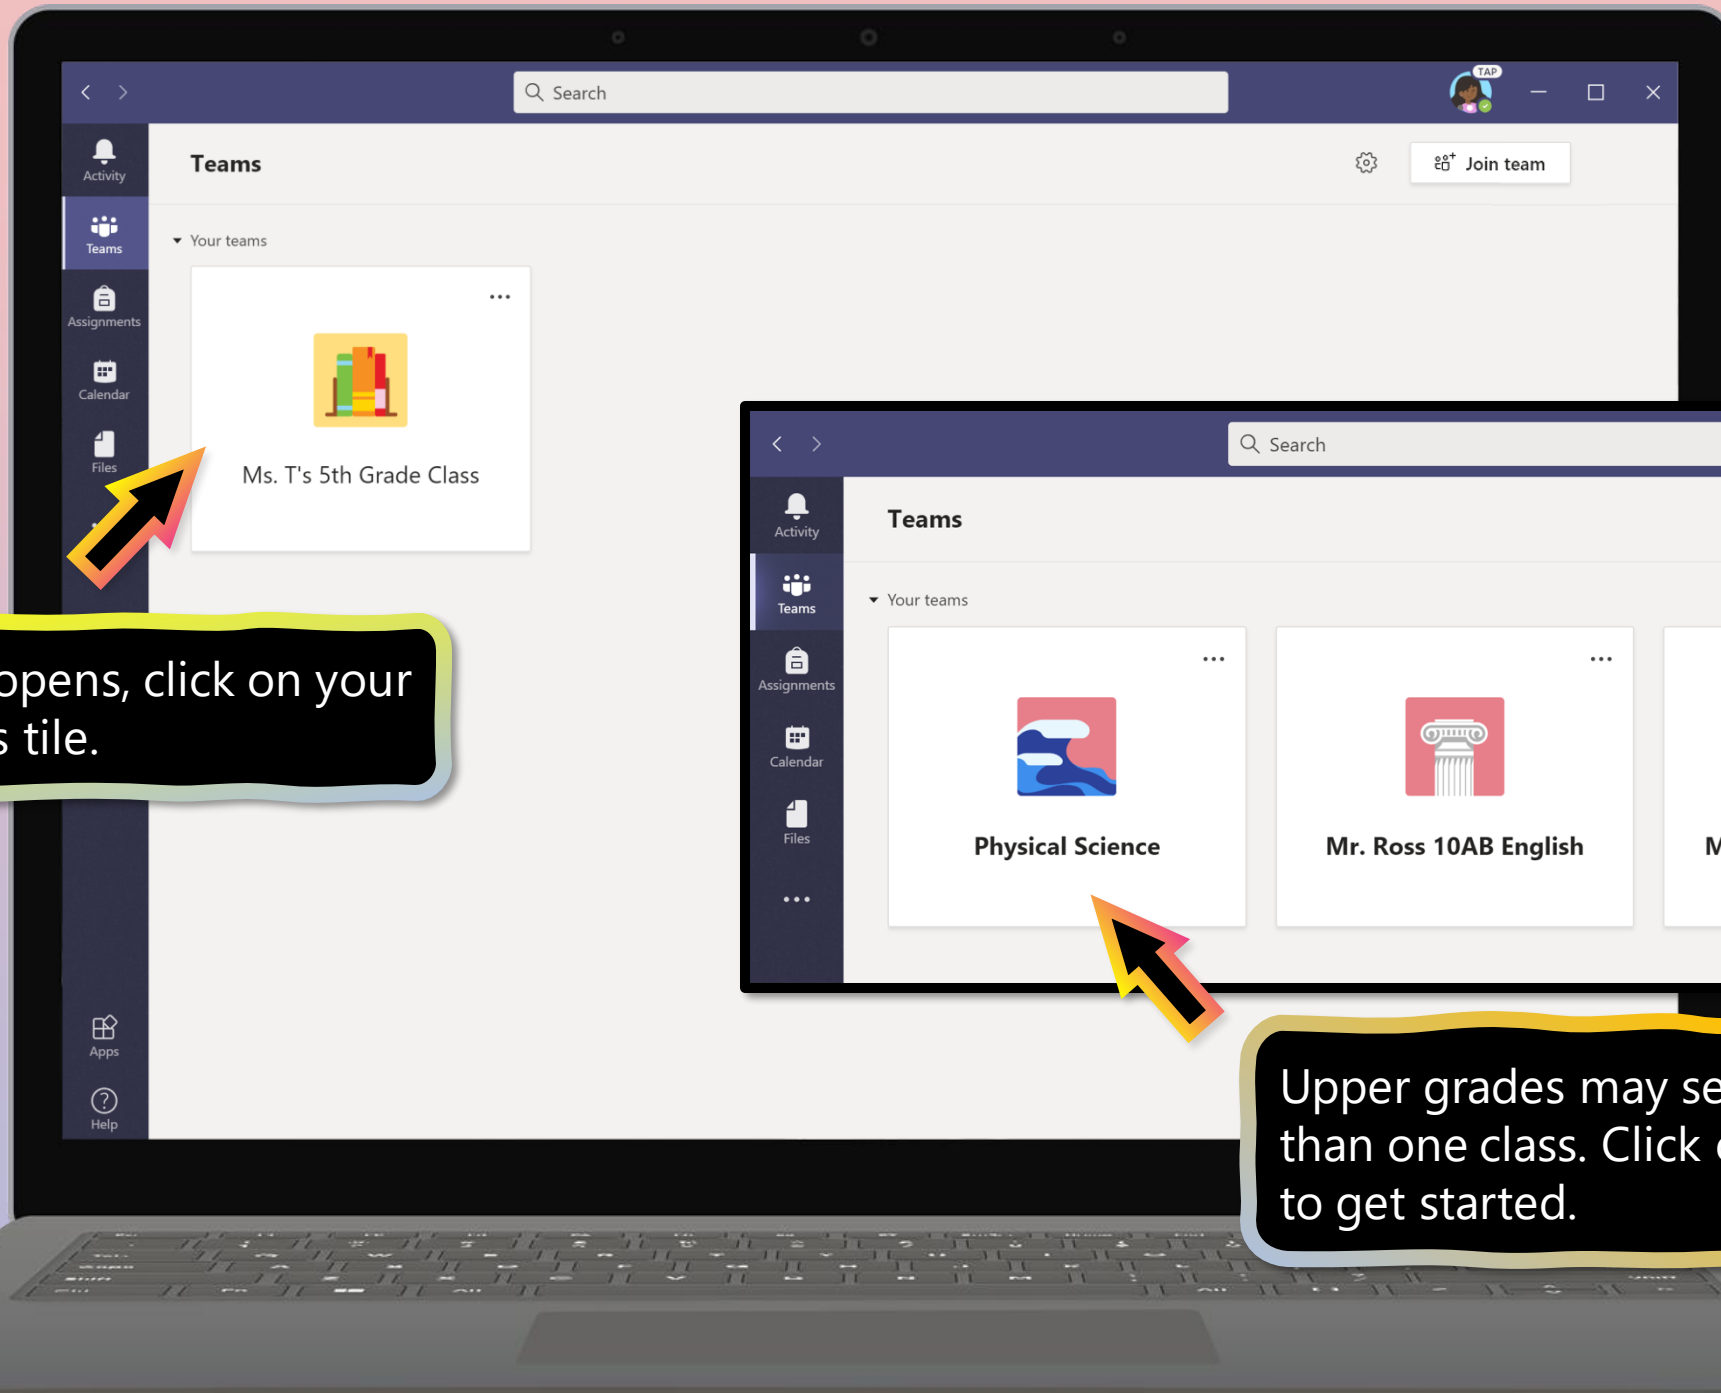 Search
TAP
Activity
Teams
Join team
Teams
Your teams
Assignments
Calendar
Files
Ms. T's 5th Grade Class
opens, click on your
tile.
Apps
Help
Search
Activity
Teams
Teams
Your teams
Assignments
Calendar
Files
Physical Science
Mr. Ross 10AB English
M
Upper grades may se
than one class. Click
to get started.